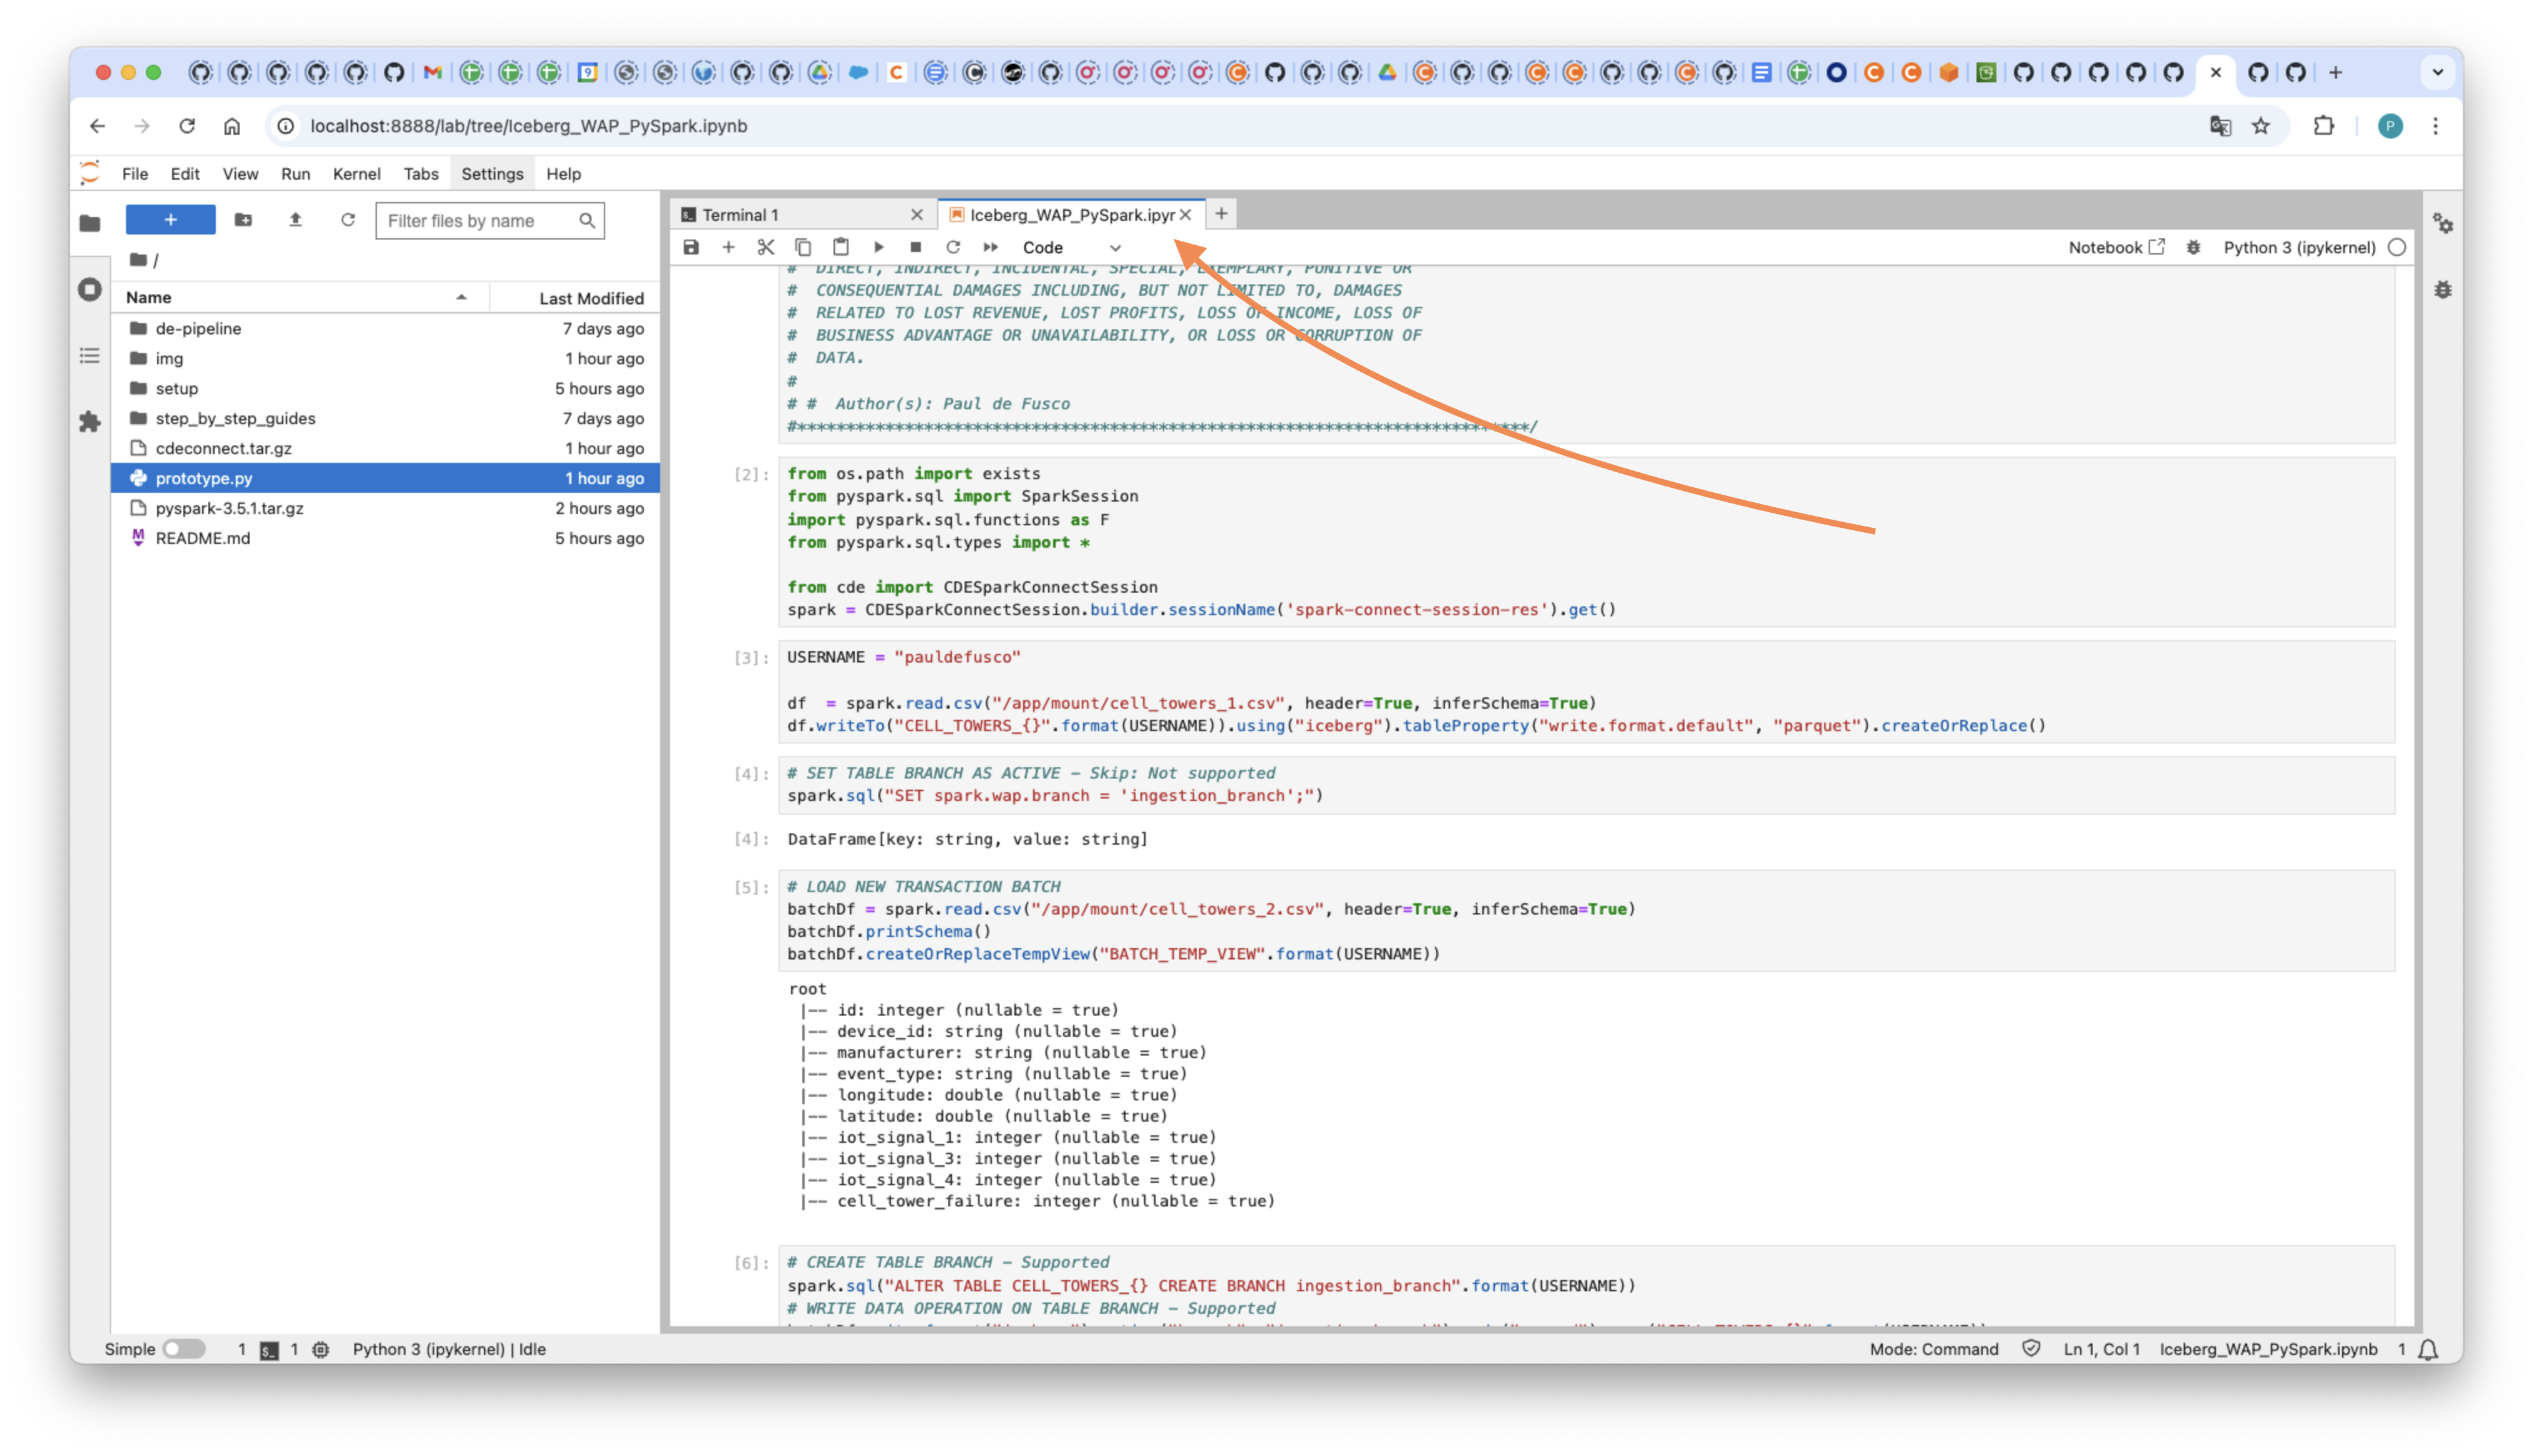 localhost:8888/lab/tree/Iceberg_WAP_PySpark.ipynb
P
File Edit View Run Kernel Tabs Settings Help
+
Filter files by name
/
Name Last Modified
de-pipeline 7 days ago
img 1 hour ago
setup 5 hours ago
step_by_step_guides 7 days ago
cdeconnect.tar.gz 1 hour ago
prototype.py 1 hour ago
pyspark-3.5.1.tar.gz 2 hours ago
README.md 5 hours ago
Terminal 1
Iceberg_WAP_PySpark.ipyr
Code
Notebook
Python 3 (ipykernel)
# DIRECT, INDIRECT, INCIDENTAL, SPECIAL, EXEMPLARY, PUNITIVE OR
# CONSEQUENTIAL DAMAGES INCLUDING, BUT NOT LIMITED TO, DAMAGES
# RELATED TO LOST REVENUE, LOST PROFITS, LOSS OF INCOME, LOSS OF
# BUSINESS ADVANTAGE OR UNAVAILABILITY, OR LOSS OR CORRUPTION OF
# DATA.
#
# # Author(s): Paul de Fusco
#***************************************************************************/
[2]: from os.path import exists
from pyspark.sql import SparkSession
import pyspark.sql.functions as F
from pyspark.sql.types import *
from cde import CDESparkConnectSession
spark = CDESparkConnectSession.builder.sessionName('spark-connect-session-res').get()
[3]: USERNAME = "pauldefusco"
df  = spark.read.csv("/app/mount/cell_towers_1.csv", header=True, inferSchema=True)
df.writeTo("CELL_TOWERS_{}".format(USERNAME)).using("iceberg").tableProperty("write.format.default", "parquet").createOrReplace()
[4]: # SET TABLE BRANCH AS ACTIVE - Skip: Not supported
spark.sql("SET spark.wap.branch = 'ingestion_branch';")
[4]: DataFrame[key: string, value: string]
[5]: # LOAD NEW TRANSACTION BATCH
batchDf = spark.read.csv("/app/mount/cell_towers_2.csv", header=True, inferSchema=True)
batchDf.printSchema()
batchDf.createOrReplaceTempView("BATCH_TEMP_VIEW".format(USERNAME))
root
|-- id: integer (nullable = true)
|-- device_id: string (nullable = true)
|-- manufacturer: string (nullable = true)
|-- event_type: string (nullable = true)
|-- longitude: double (nullable = true)
|-- latitude: double (nullable = true)
|-- iot_signal_1: integer (nullable = true)
|-- iot_signal_3: integer (nullable = true)
|-- iot_signal_4: integer (nullable = true)
|-- cell_tower_failure: integer (nullable = true)
[6]: # CREATE TABLE BRANCH - Supported
spark.sql("ALTER TABLE CELL_TOWERS_{} CREATE BRANCH ingestion_branch".format(USERNAME))
# WRITE DATA OPERATION ON TABLE BRANCH - Supported
Simple 1 1 Python 3 (ipykernel) | Idle
Mode: Command Ln 1, Col 1 Iceberg_WAP_PySpark.ipynb 1